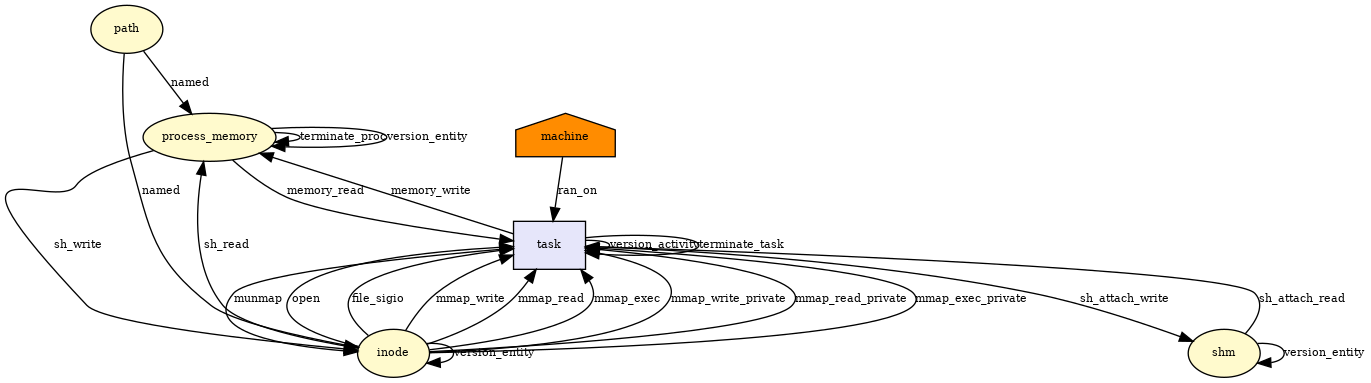 path
named
process_memory
terminate_proc
version_entity
machine
named
memory_read
memory_write
ran_on
sh_write
sh_read
task
version_activity
terminate_task
munmap
open
file_sigio
mmap_write
mmap_read
mmap_exec
mmap_write_private
mmap_read_private
mmap_exec_private
sh_attach_write
sh_attach_read
inode
version_entity
shm
version_entity